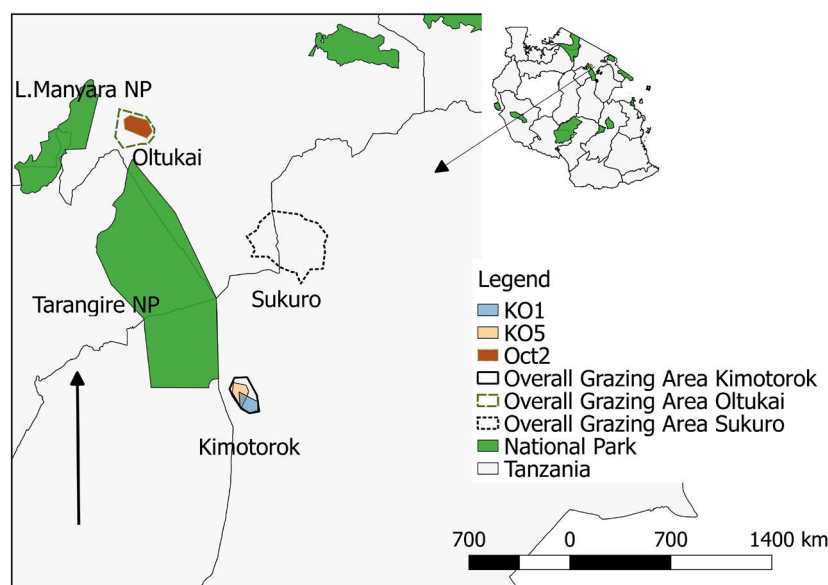 L.Manyara NP
Oltukai
Sukuro
Tarangire NP
Kimotorok
Legend
KO1
KO5
Oct2
Overall Grazing Area Kimotorok
Overall Grazing Area Oltukai
Overall Grazing Area Sukuro
National Park
Tanzania
700 0 700 1400 km